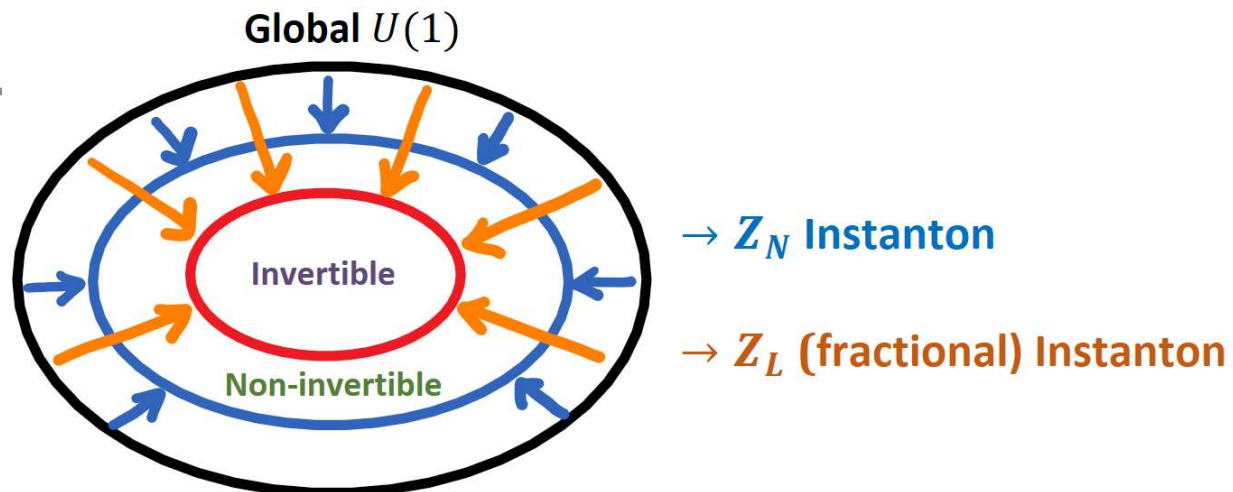 Global U(1)
→ Z_N Instanton
Invertible
→ Z_L (fractional) Instanton
Non-invertible